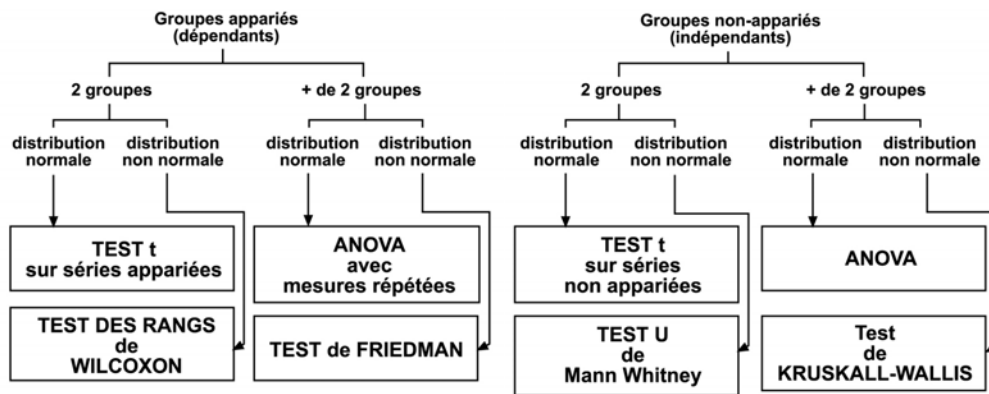 Groupes appariés
(dépendants)
2 groupes
+ de 2 groupes
distribution
normale
distribution
non normale
distribution
normale
distribution
non normale
TEST t
sur séries appariées
ANOVA
avec
mesures répétées
TEST DES RANGS
de
WILCOXON
TEST de FRIEDMAN
Groupes non-appariés
(indépendants)
2 groupes
+ de 2 groupes
distribution
normale
distribution
non normale
distribution
normale
distribution
non normale
TEST t
sur séries
non appariées
ANOVA
TEST U
de
Mann Whitney
Test
de
KRUSKALL-WALLIS